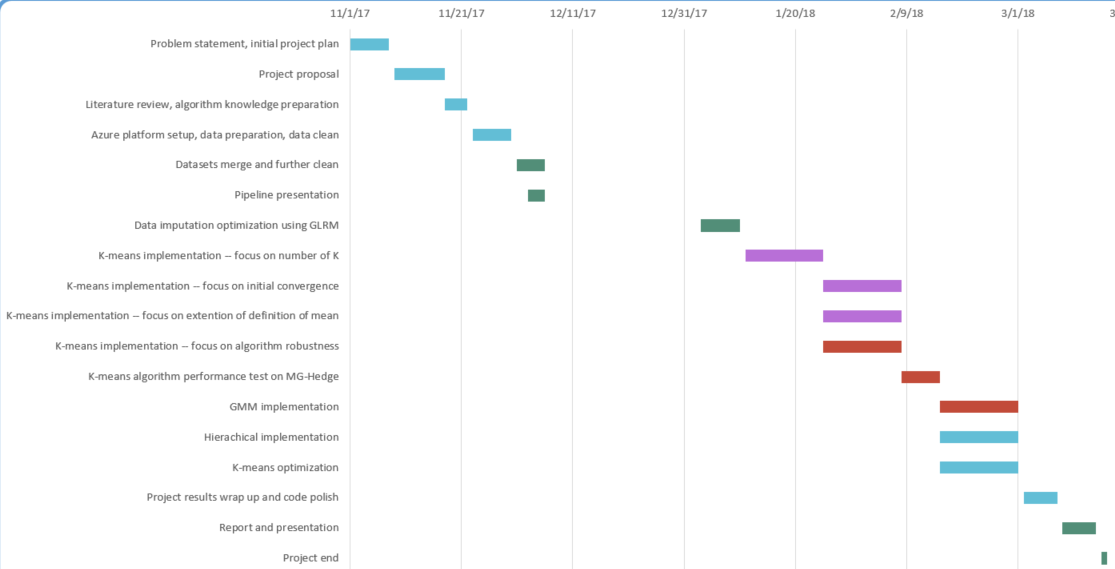 11/1/17 11/21/17 12/11/17 12/31/17 1/20/18 2/9/18 3/1/18 3
Problem statement, initial project plan
Project proposal
Literature review, algorithm knowledge preparation
Azure platform setup, data preparation, data clean
Datasets merge and further clean
Pipeline presentation
Data imputation optimization using GLRM
K-means implementation -- focus on number of K
K-means implementation -- focus on initial convergence
K-means implementation -- focus on extention of definition of mean
K-means implementation -- focus on algorithm robustness
K-means algorithm performance test on MG-Hedge
GMM implementation
Hierachical implementation
K-means optimization
Project results wrap up and code polish
Report and presentation
Project end